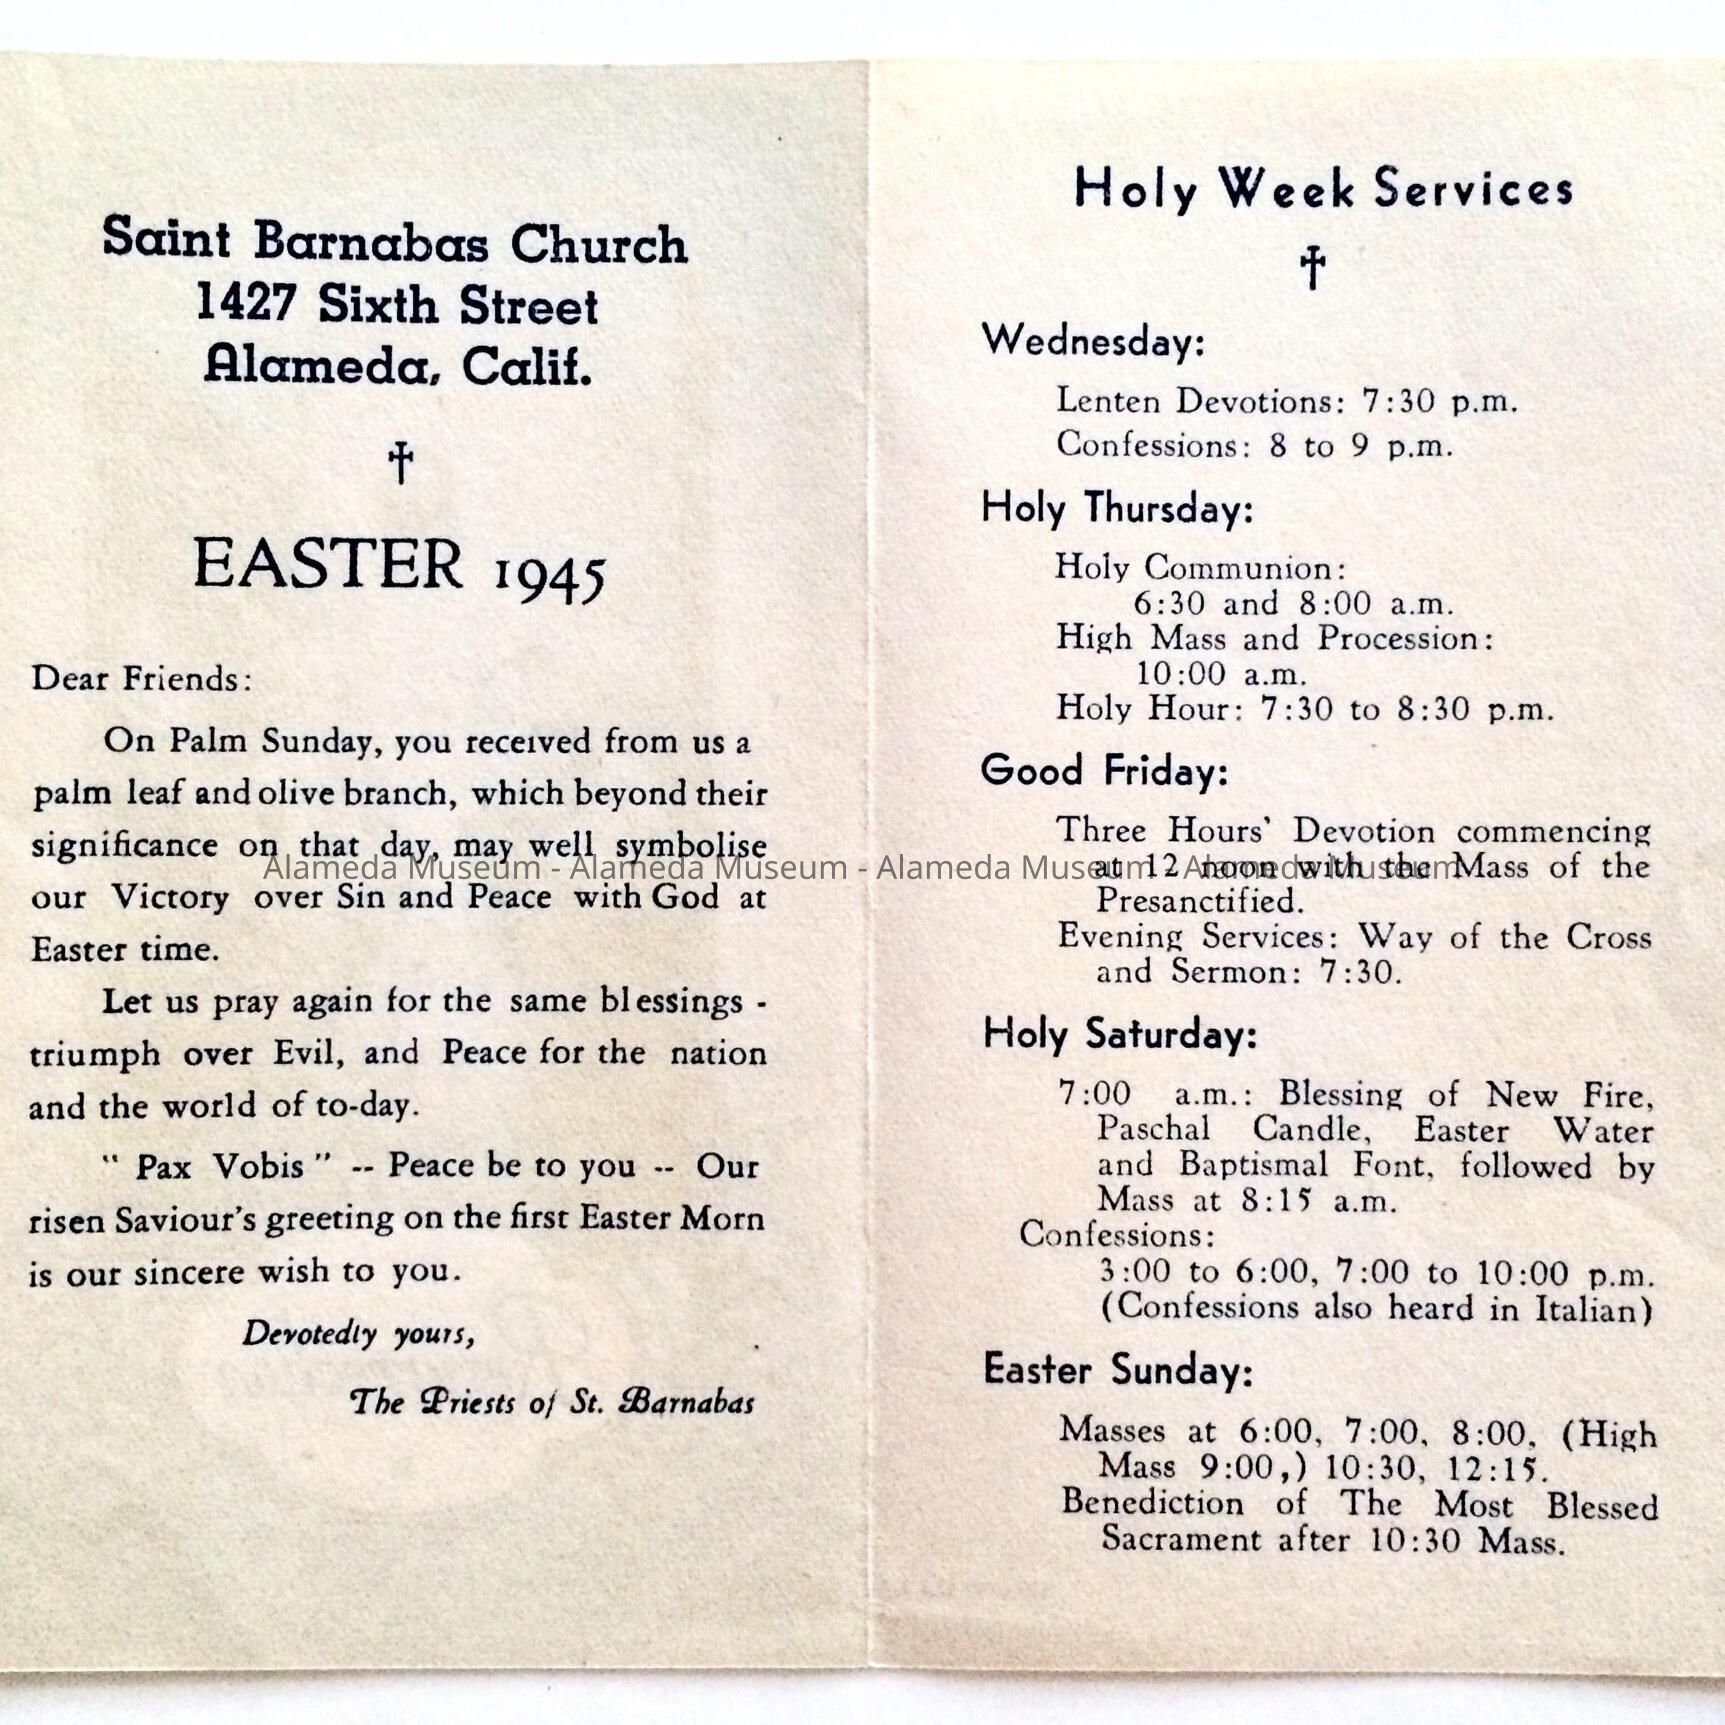 Saint Barnabas Church
1427 Sixth Street
Alameda, Calif.
EASTER 1945
Dear Friends:
On Palm Sunday, you received from us a
palm leaf and olive branch, which beyond their
significance on that day, may well symbolise
our Victory over Sin and Peace with God at
Easter time.
Let us pray again for the same blessings -
triumph over Evil, and Peace for the nation
and the world of to-day.
" Pax Vobis " -- Peace be to you -- Our
risen Saviour's greeting on the first Easter Morn
is our sincere wish to you.
Devotedly yours,
The Priests of St. Barnabas
Holy Week Services
Wednesday:
Lenten Devotions: 7:30 p.m.
Confessions: 8 to 9 p.m.
Holy Thursday:
Holy Communion:
6:30 and 8:00 a.m.
High Mass and Procession:
10:00 a.m.
Holy Hour: 7:30 to 8:30 p.m.
Good Friday:
Three Hours' Devotion commencing
at 12 noon with the Mass of the
Presanctified.
Evening Services: Way of the Cross
and Sermon: 7:30.
Holy Saturday:
7:00 a.m.: Blessing of New Fire,
Paschal Candle, Easter Water
and Baptismal Font, followed by
Mass at 8:15 a.m.
Confessions:
3:00 to 6:00, 7:00 to 10:00 p.m.
(Confessions also heard in Italian)
Easter Sunday:
Masses at 6:00, 7:00, 8:00, (High
Mass 9:00,) 10:30, 12:15.
Benediction of The Most Blessed
Sacrament after 10:30 Mass.
Alameda Museum - Alameda Museum - Alameda Museum - Alameda Museum